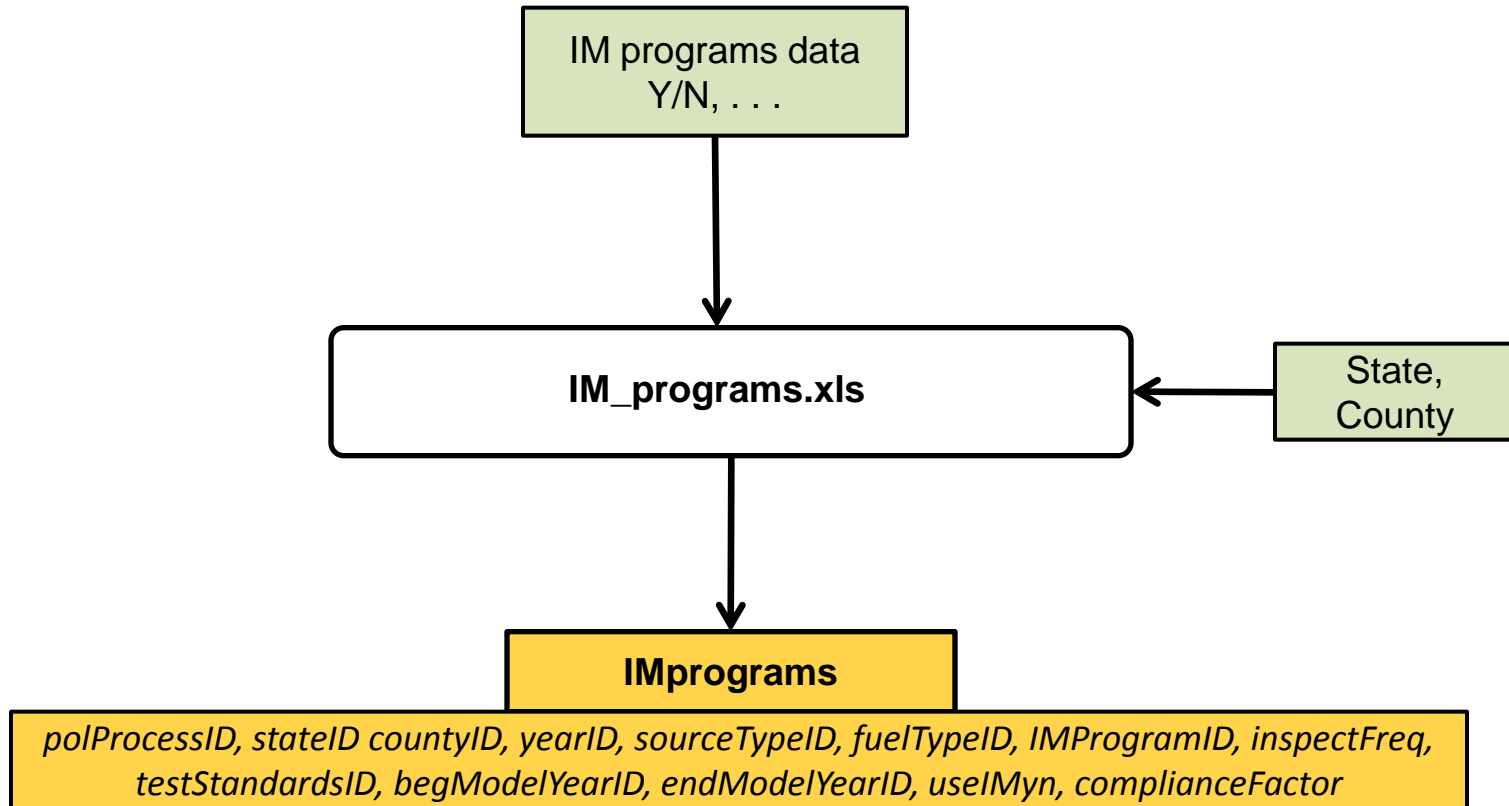 IM programs data
Y/N, . . .
IM_programs.xls
State,
County
IMprograms
polProcessID, stateID countyID, yearID, sourceTypeID, fuelTypeID, IMProgramID, inspectFreq,
testStandardsID, begModelYearID, endModelYearID, useIMyn, complianceFactor